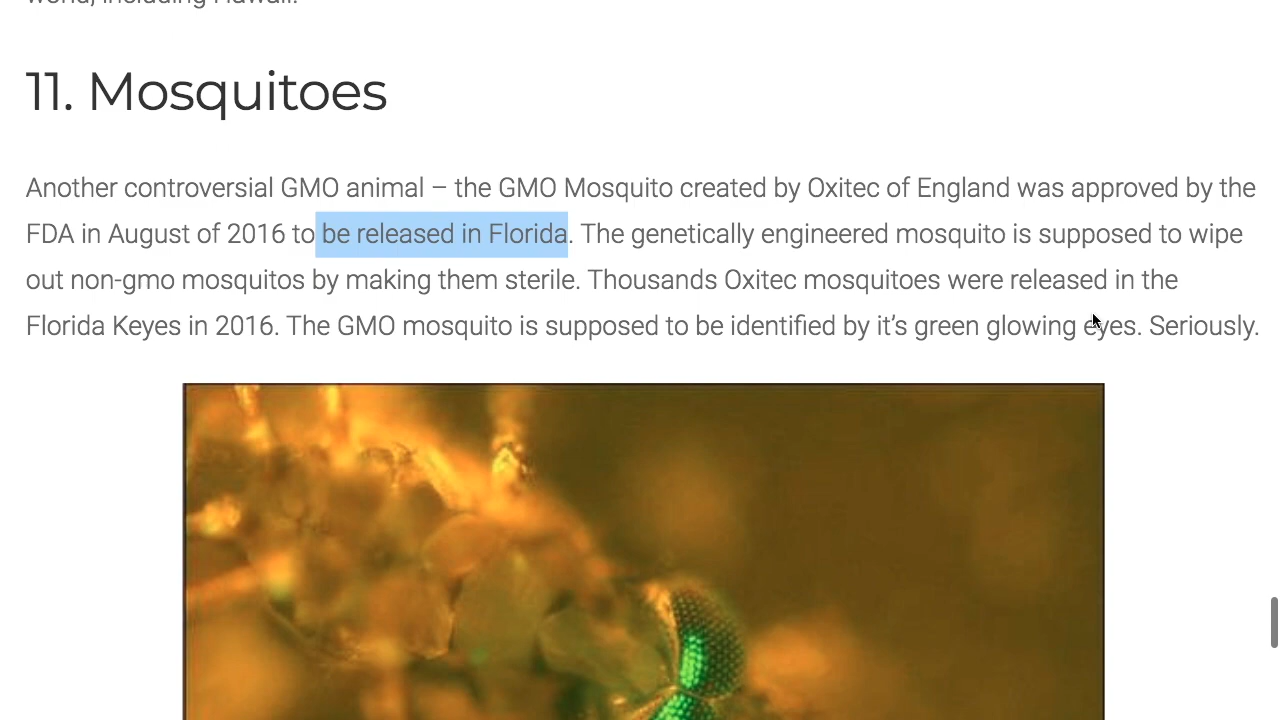 11. Mosquitoes
Another controversial GMO animal – the GMO Mosquito created by Oxitec of England was approved by the
FDA in August of 2016 to be released in Florida. The genetically engineered mosquito is supposed to wipe
out non-gmo mosquitos by making them sterile. Thousands Oxitec mosquitoes were released in the
Florida Keyes in 2016. The GMO mosquito is supposed to be identified by it’s green glowing eyes. Seriously.